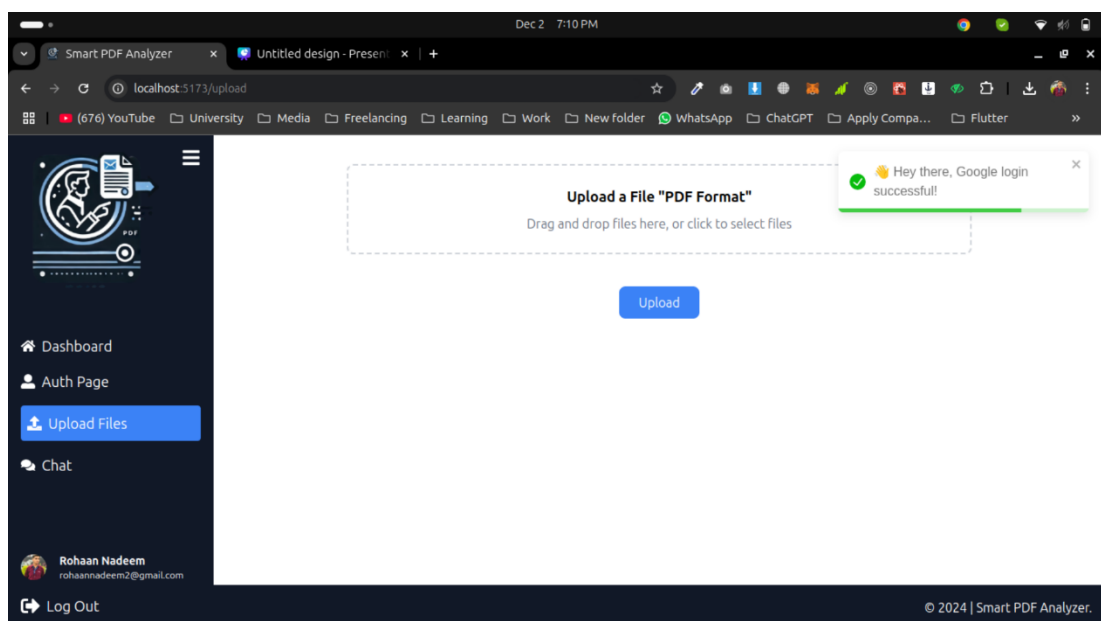 Dec 2 7:10 PM
Smart PDF Analyzer
Untitled design - Present
localhost:5173/upload
(676) YouTube
University
Media
Freelancing
Learning
Work
New folder
WhatsApp
ChatGPT
Apply Compa...
Flutter
PDF
Upload a File "PDF Format"
Drag and drop files here, or click to select files
Upload
👋 Hey there, Google login
successful!
Dashboard
Auth Page
Upload Files
Chat
Rohaan Nadeem
rohaannadeem2@gmail.com
Log Out
© 2024 | Smart PDF Analyzer.